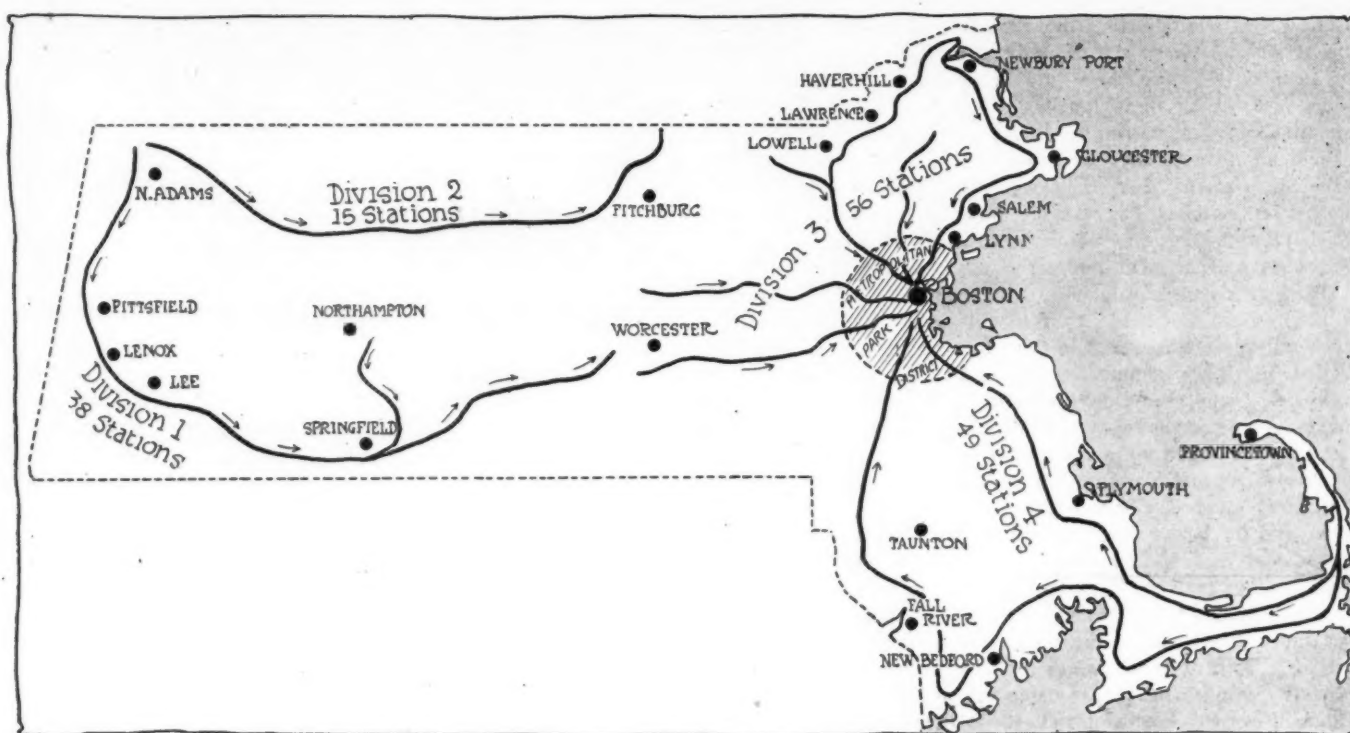 NEWBURY PORT
HAVERHILL
LAWRENCE
LOWELL
GLOUCESTER
N. ADAMS
Division 2
15 Stations
FITCHBURG
56 Stations
SALEM
LYNN
Division 3
METROPOLITAN
PARK
DISTRICT
BOSTON
PITTSFIELD
NORTHAMPTON
WORCESTER
LENOX
LEE
Division 1
38 Stations
SPRINGFIELD
Division 4
49 Stations
PROVINCETOWN
PLYMOUTH
TAUNTON
FALL
RIVER
NEW BEDFORD